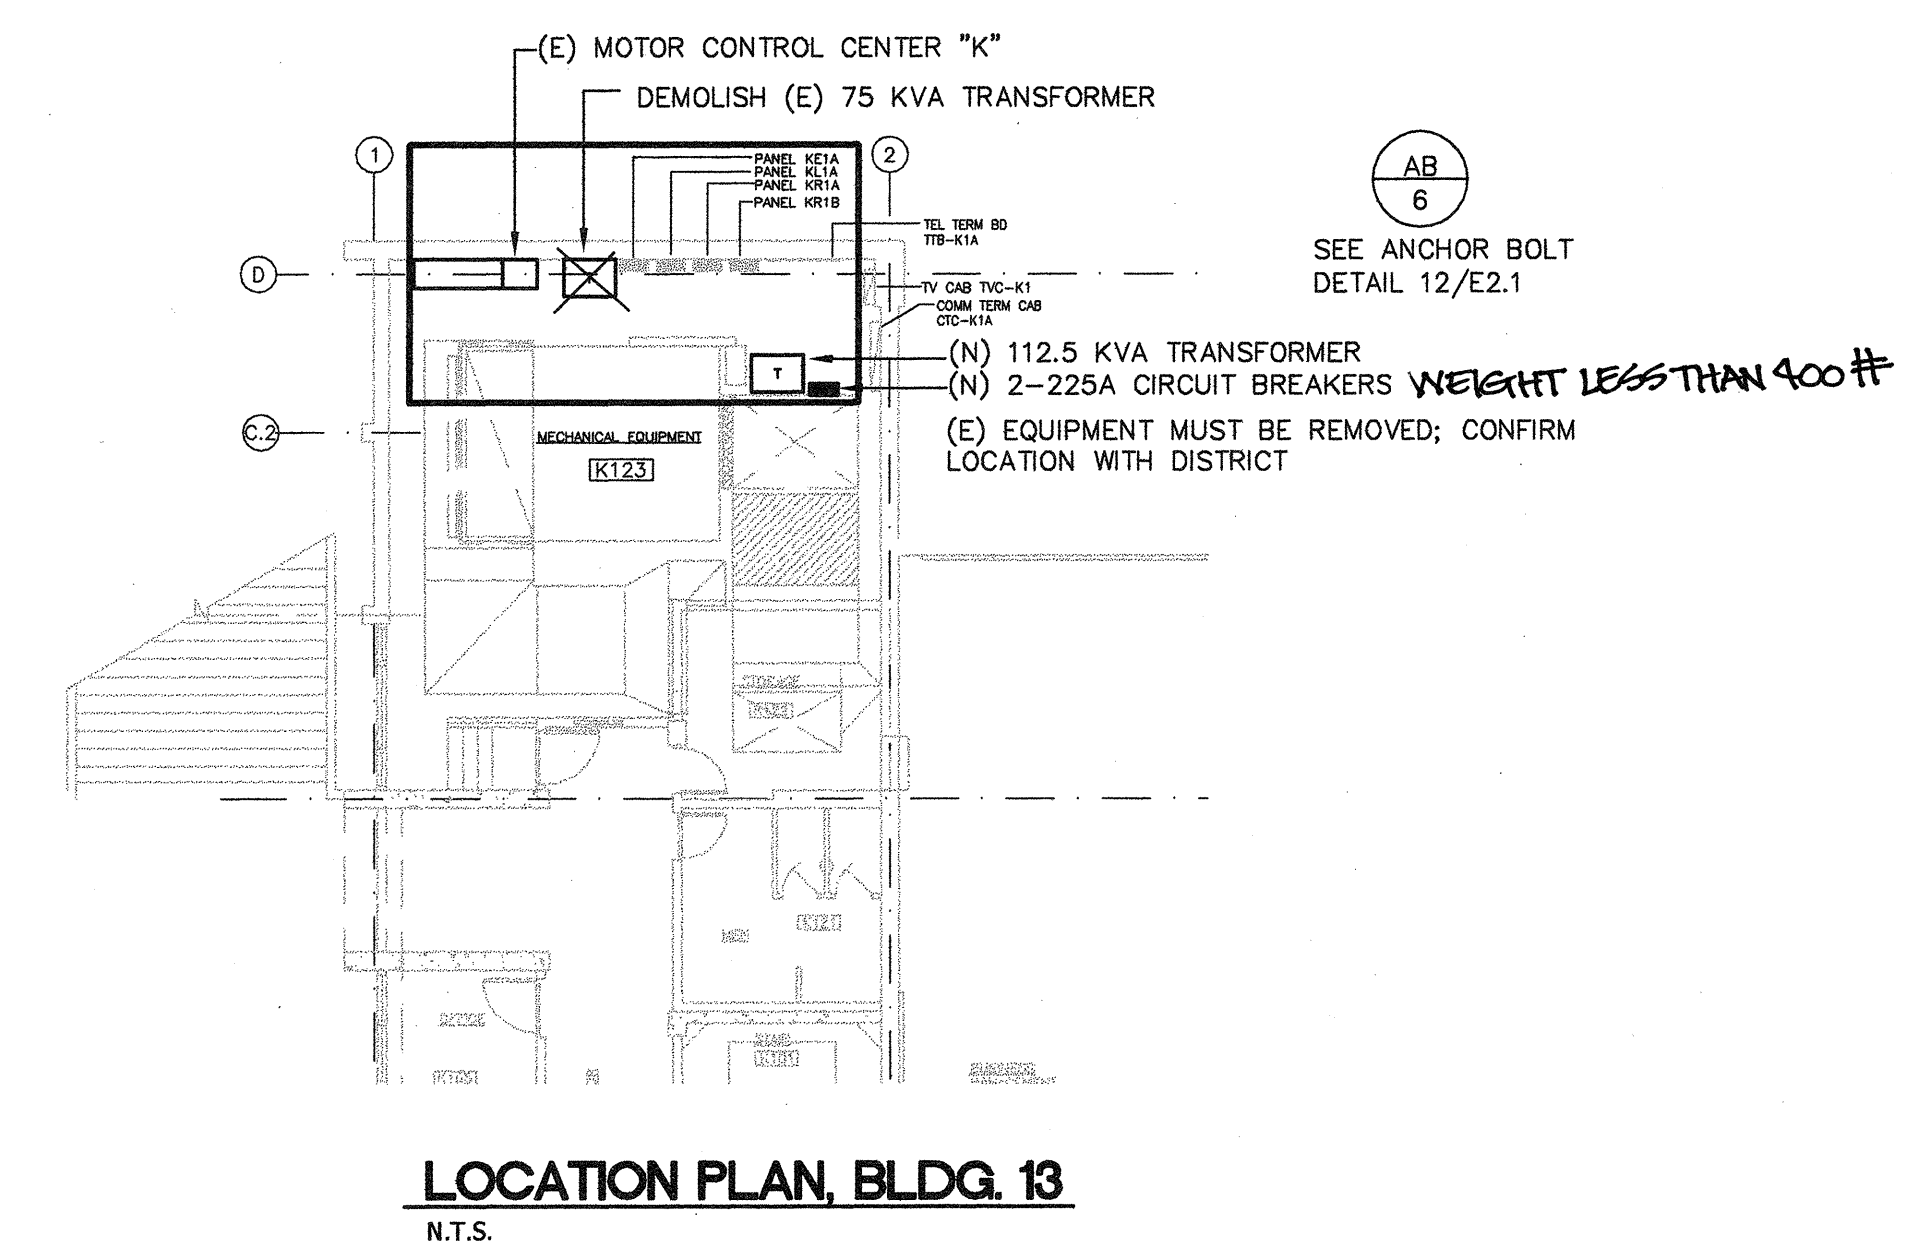 (E) MOTOR CONTROL CENTER "K"
DEMOLISH (E) 75 KVA TRANSFORMER
1
2
PANEL KE1A
PANEL KL1A
PANEL KR1A
PANEL KR1B
TEL TERM BD
TTB-K1A
AB
6
SEE ANCHOR BOLT
DETAIL 12/E2.1
D
TV CAB TVC-K1
COMM TERM CAB
CTC-K1A
(N) 112.5 KVA TRANSFORMER
T
(N) 2-225A CIRCUIT BREAKERS WEIGHT LESS THAN 400#
(E) EQUIPMENT MUST BE REMOVED; CONFIRM
LOCATION WITH DISTRICT
C.2
MECHANICAL EQUIPMENT
K123
MEN
K121
LOCATION PLAN, BLDG. 13
N.T.S.